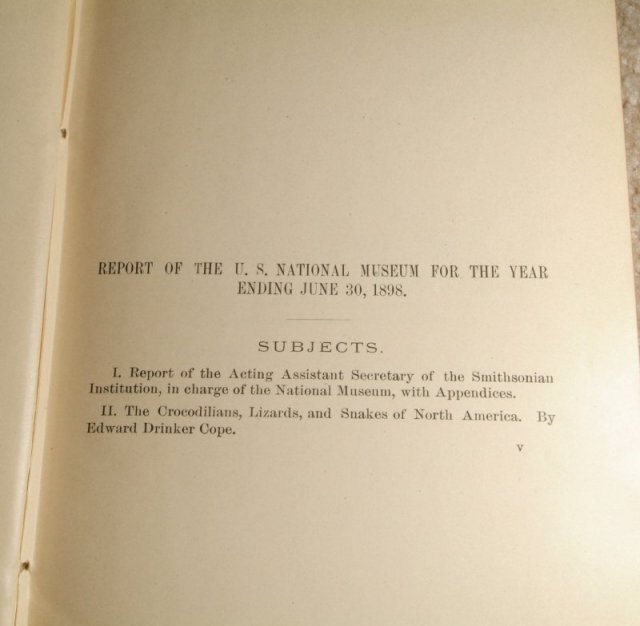 REPORT OF THE U. S. NATIONAL MUSEUM FOR THE YEAR
ENDING JUNE 30, 1898.
SUBJECTS.
I. Report of the Acting Assistant Secretary of the Smithsonian
Institution, in charge of the National Museum, with Appendices.
II. The Crocodilians, Lizards, and Snakes of North America. By
Edward Drinker Cope.
v